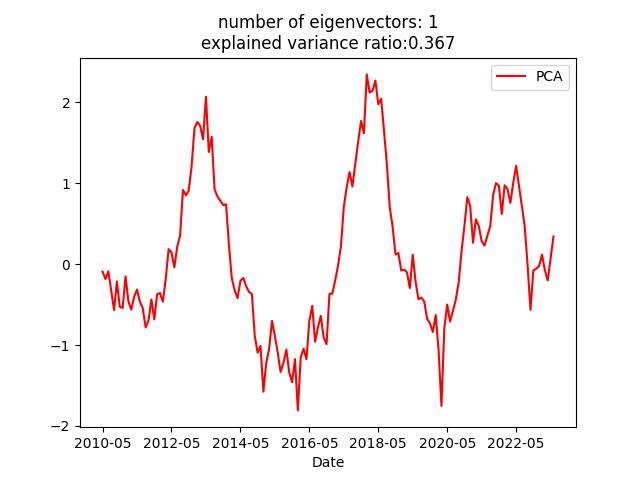 number of eigenvectors: 1
explained variance ratio:0.367
PCA
2
1
0
−1
−2
2010-05 2012-05 2014-05 2016-05 2018-05 2020-05 2022-05
Date